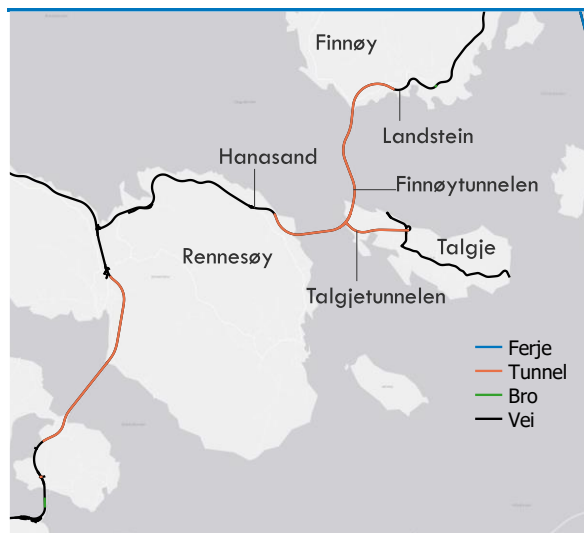 Finnøy
Landstein
Hanasand
Finnøytunnelen
Rennesøy
Talgje
Talgjetunnelen
Ferje
Tunnel
Bro
Vei